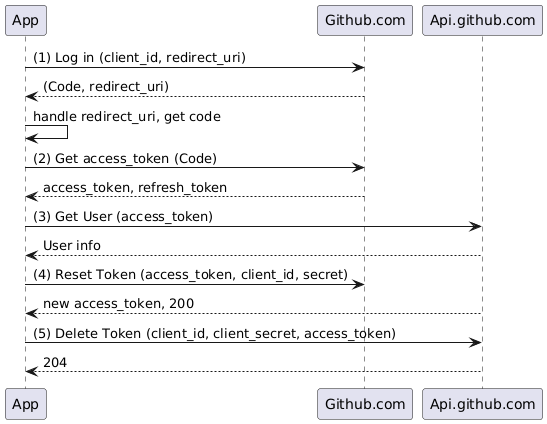 App Github.com Api.github.com
(1) Log in (client_id, redirect_uri)
(Code, redirect_uri)
handle redirect_uri, get code
(2) Get access_token (Code)
access_token, refresh_token
(3) Get User (access_token)
User info
(4) Reset Token (access_token, client_id, secret)
new access_token, 200
(5) Delete Token (client_id, client_secret, access_token)
204
App Github.com Api.github.com